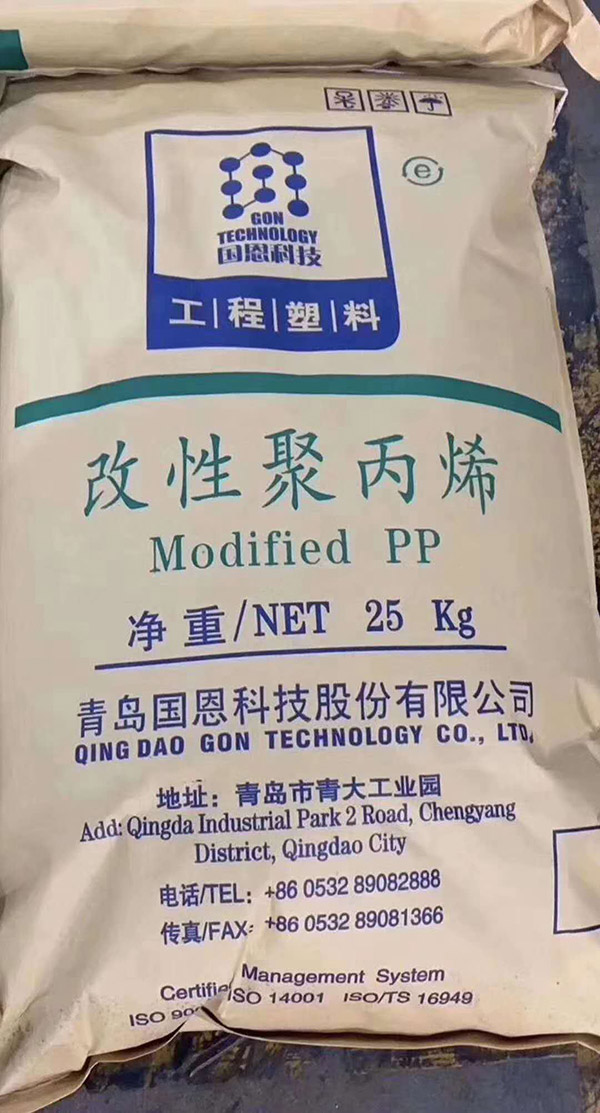 e
GON
TECHNOLOGY
国恩科技
工|程|塑|料
改性聚丙烯
Modified PP
净重/NET 25 Kg
青岛国恩科技股份有限公司
QING DAO GON TECHNOLOGY CO., LTD.
地址：青岛市青大工业园
Add: Qingda Industrial Park 2 Road, Chengyang
District, Qingdao City
电话/TEL: +86 0532 89082888
传真/FAX: +86 0532 89081366
Management System
ISO 14001 ISO/TS 16949